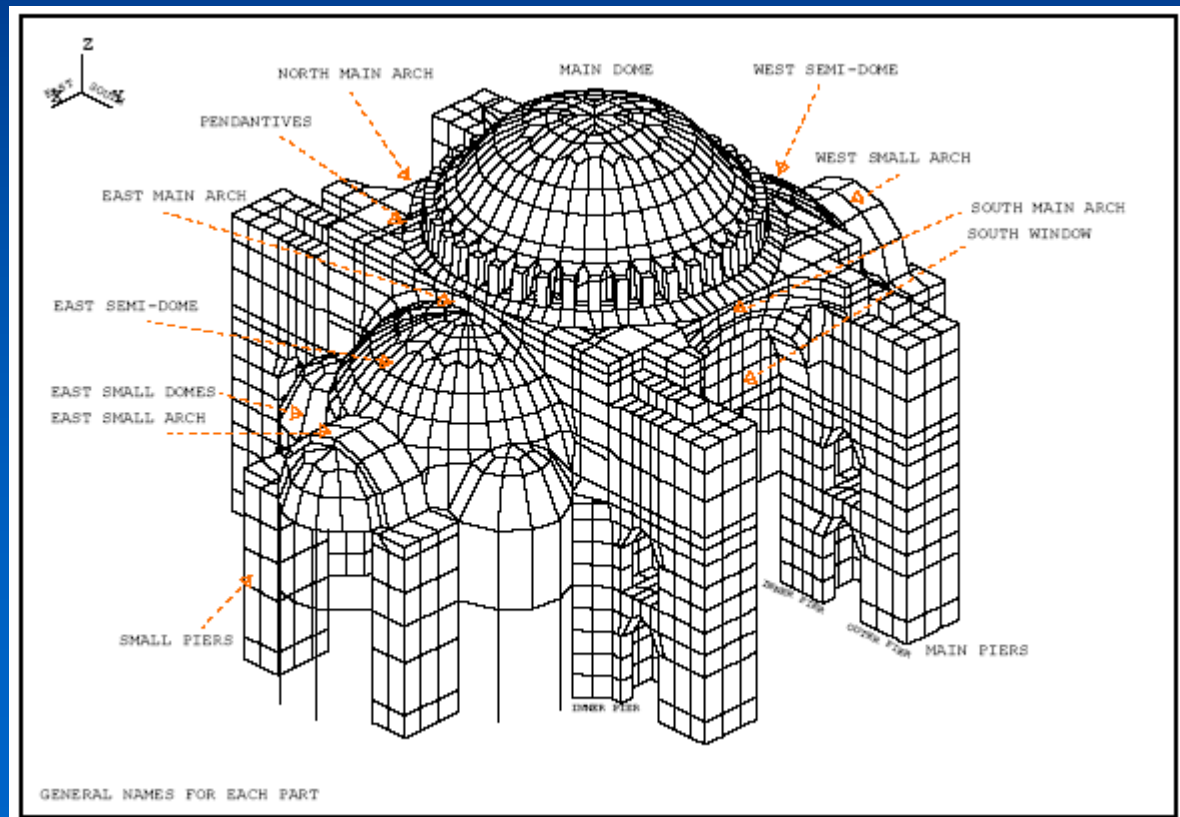 Z
EAST SOUTH
NORTH MAIN ARCH
MAIN DOME
WEST SEMI-DOME
PENDANTIVES
WEST SMALL ARCH
EAST MAIN ARCH
SOUTH MAIN ARCH
SOUTH WINDOW
EAST SEMI-DOME
EAST SMALL DOMES
EAST SMALL ARCH
SMALL PIERS
INNER PIER
OUTER PIER
MAIN PIERS
INNER PIER
GENERAL NAMES FOR EACH PART